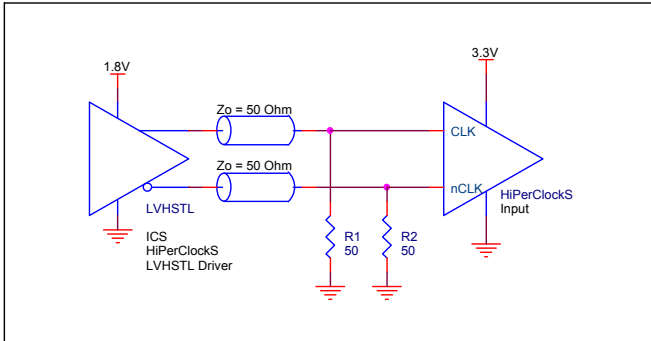 1.8V
3.3V
Zo = 50 Ohm
CLK
Zo = 50 Ohm
nCLK
LVHSTL
HiPerClockS
Input
ICS
HiPerClockS
LVHSTL Driver
R1
50
R2
50